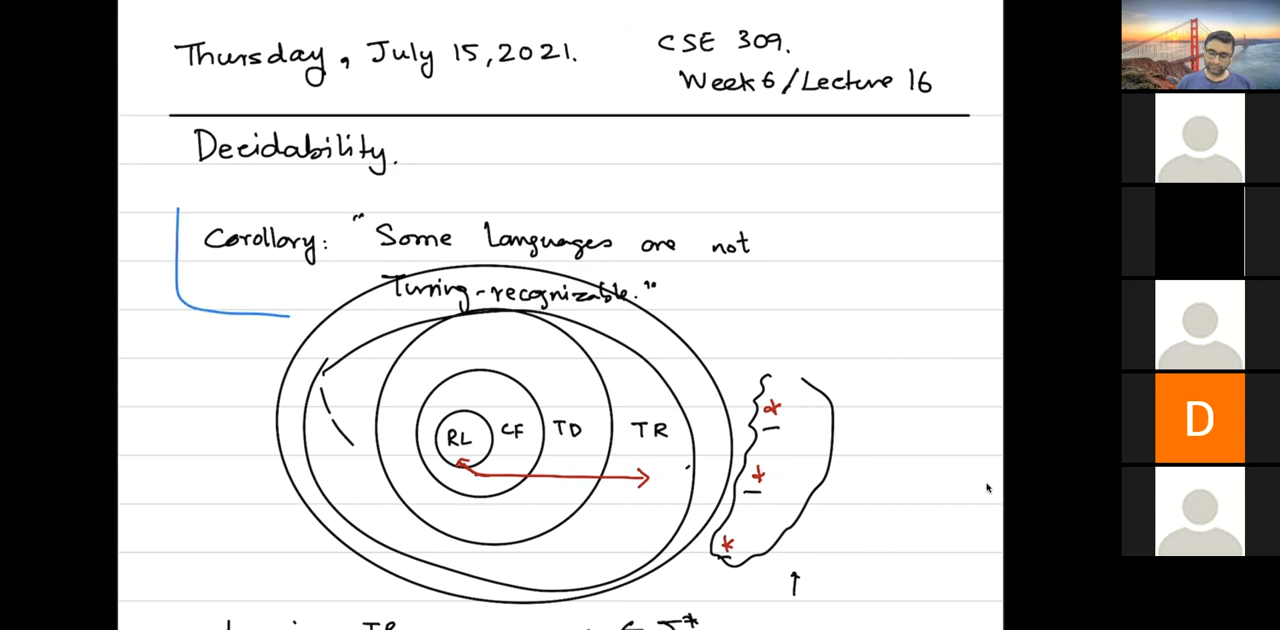 Thursday, July 15, 2021.
CSE 309.
Week 6 / Lecture 16
Decidability.
Corollary: "Some Languages are not
Turing-recognizable."
RL CF TD TR
D
TR